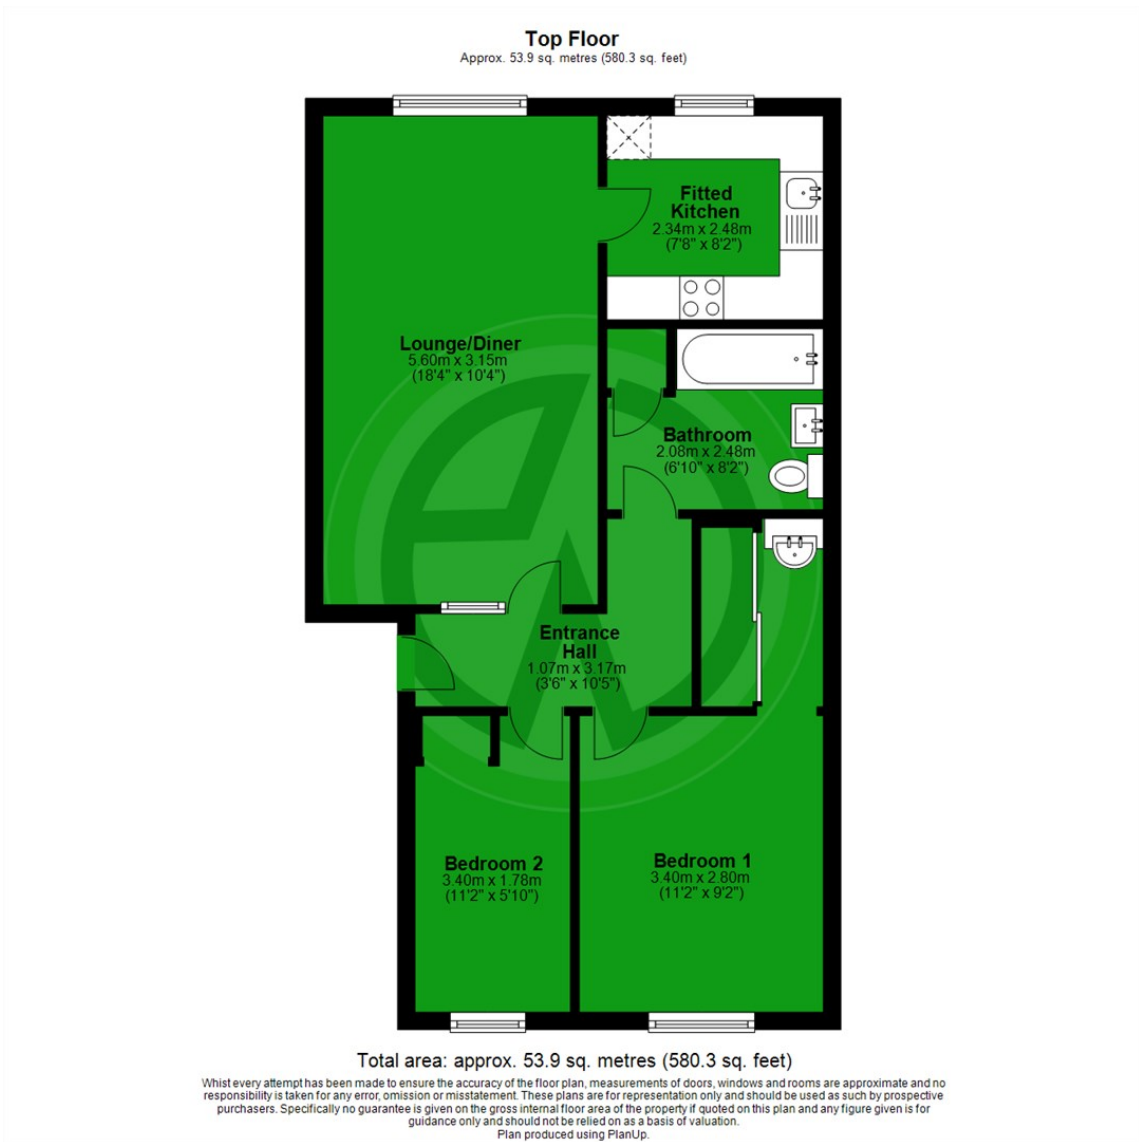 Top Floor
Approx. 53.9 sq. metres (580.3 sq. feet)
Fitted
Kitchen
2.34m x 2.48m
(7'8" x 8'2")
Lounge/Diner
5.60m x 3.15m
(18'4" x 10'4")
Bathroom
2.08m x 2.48m
(6'10" x 8'2")
Entrance
Hall
1.07m x 3.17m
(3'6" x 10'5")
Bedroom 2
3.40m x 1.78m
(11'2" x 5'10")
Bedroom 1
3.40m x 2.80m
(11'2" x 9'2")
Total area: approx. 53.9 sq. metres (580.3 sq. feet)
Whist every attempt has been made to ensure the accuracy of the floor plan, measurements of doors, windows and rooms are approximate and no
responsibility is taken for any error, omission or misstatement. These plans are for representation only and should be used as such by prospective
purchasers. Specifically no guarantee is given on the gross internal floor area of the property if quoted on this plan and any figure given is for
guidance only and should not be relied on as a basis of valuation.
Plan produced using PlanUp.